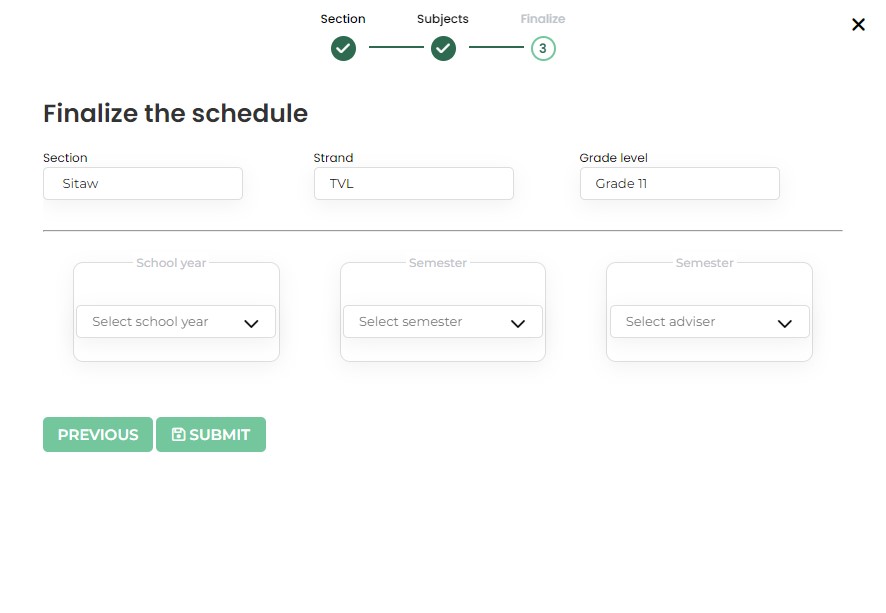 Section Subjects Finalize
3
Finalize the schedule
Section Strand Grade level
Sitaw TVL Grade 11
School year Semester Semester
Select school year Select semester Select adviser
PREVIOUS SUBMIT